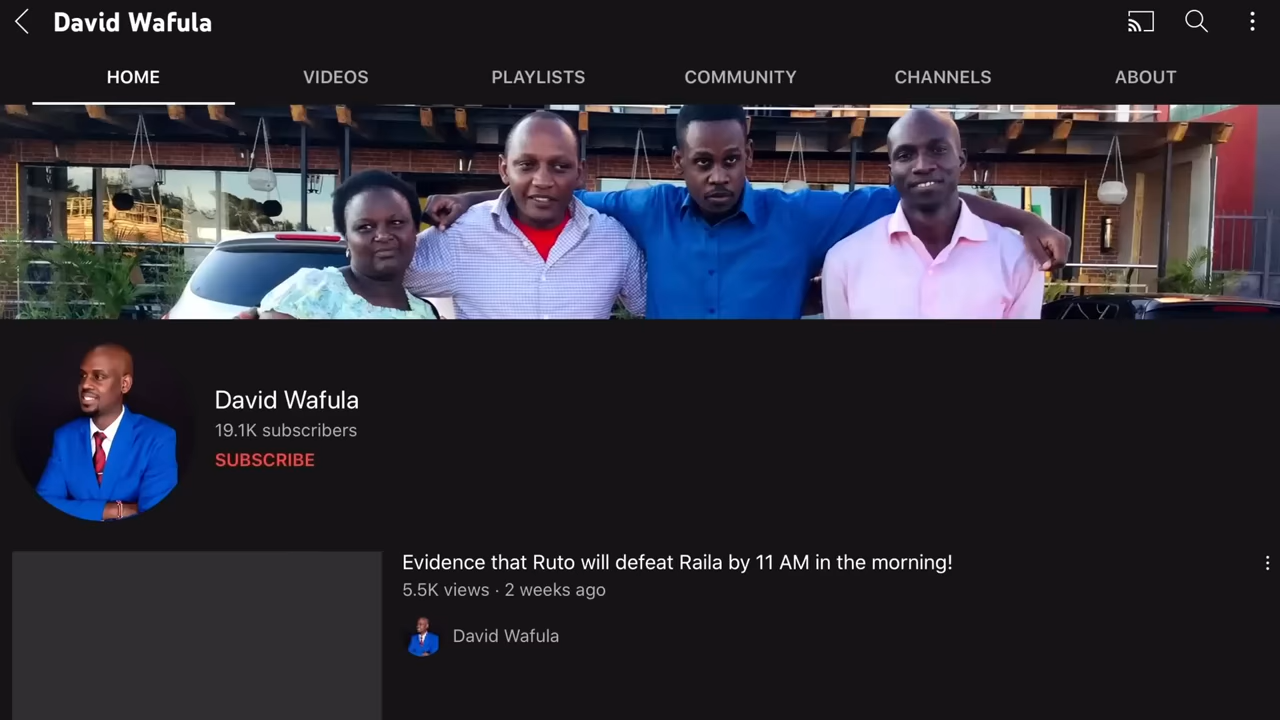 David Wafula
HOME VIDEOS PLAYLISTS COMMUNITY CHANNELS ABOUT
David Wafula
19.1K subscribers
SUBSCRIBE
Evidence that Ruto will defeat Raila by 11 AM in the morning!
5.5K views · 2 weeks ago
David Wafula